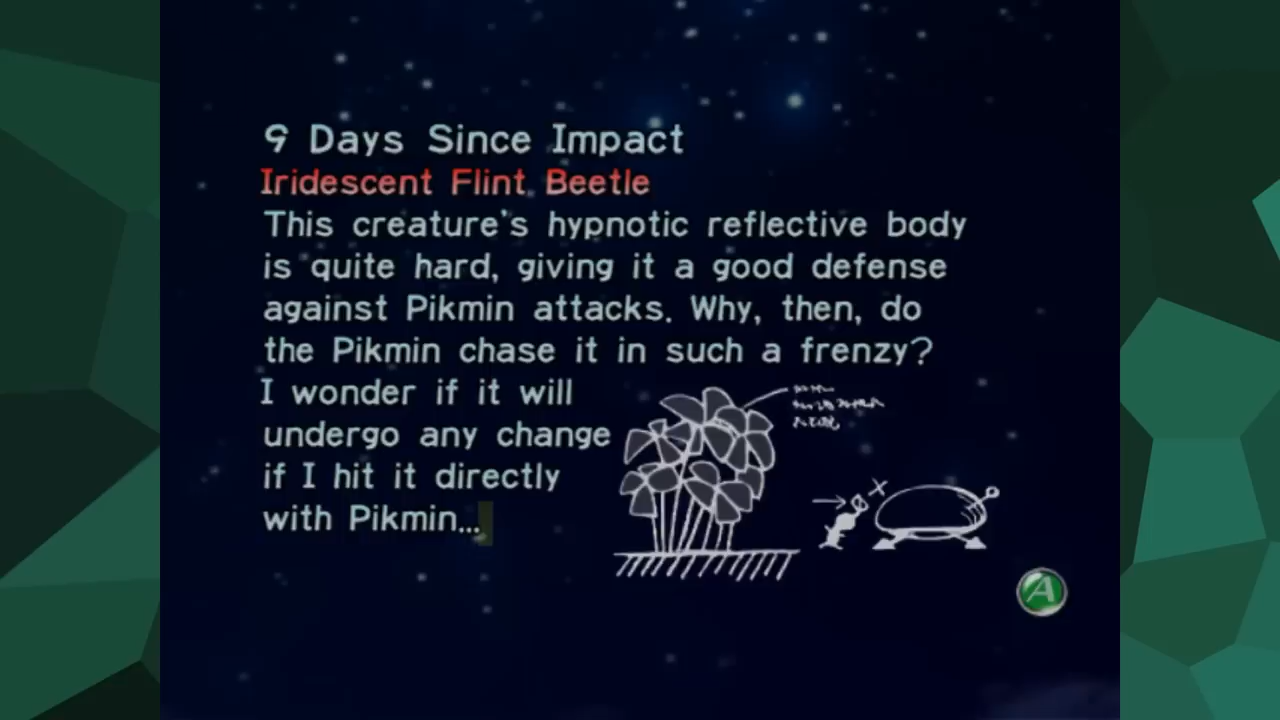 9 Days Since Impact
Iridescent Flint Beetle
This creature's hypnotic reflective body
is quite hard, giving it a good defense
against Pikmin attacks. Why, then, do
the Pikmin chase it in such a frenzy?
I wonder if it will
undergo any change
if I hit it directly
with Pikmin...
A